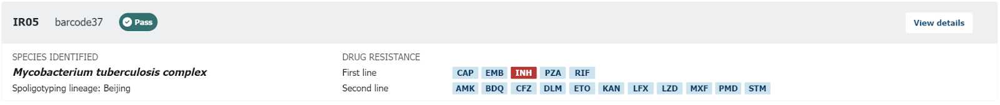 IR05 barcode37 Pass View details
SPECIES IDENTIFIED
Mycobacterium tuberculosis complex
Spoligotyping lineage: Beijing
DRUG RESISTANCE
First line CAP EMB INH PZA RIF
Second line AMK BDQ CFZ DLM ETO KAN LFX LZD MXF PMD STM